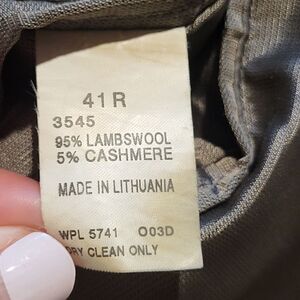 41 R
3545
95% LAMBSWOOL
5% CASHMERE
MADE IN LITHUANIA
WPL 5741 O03D
DRY CLEAN ONLY